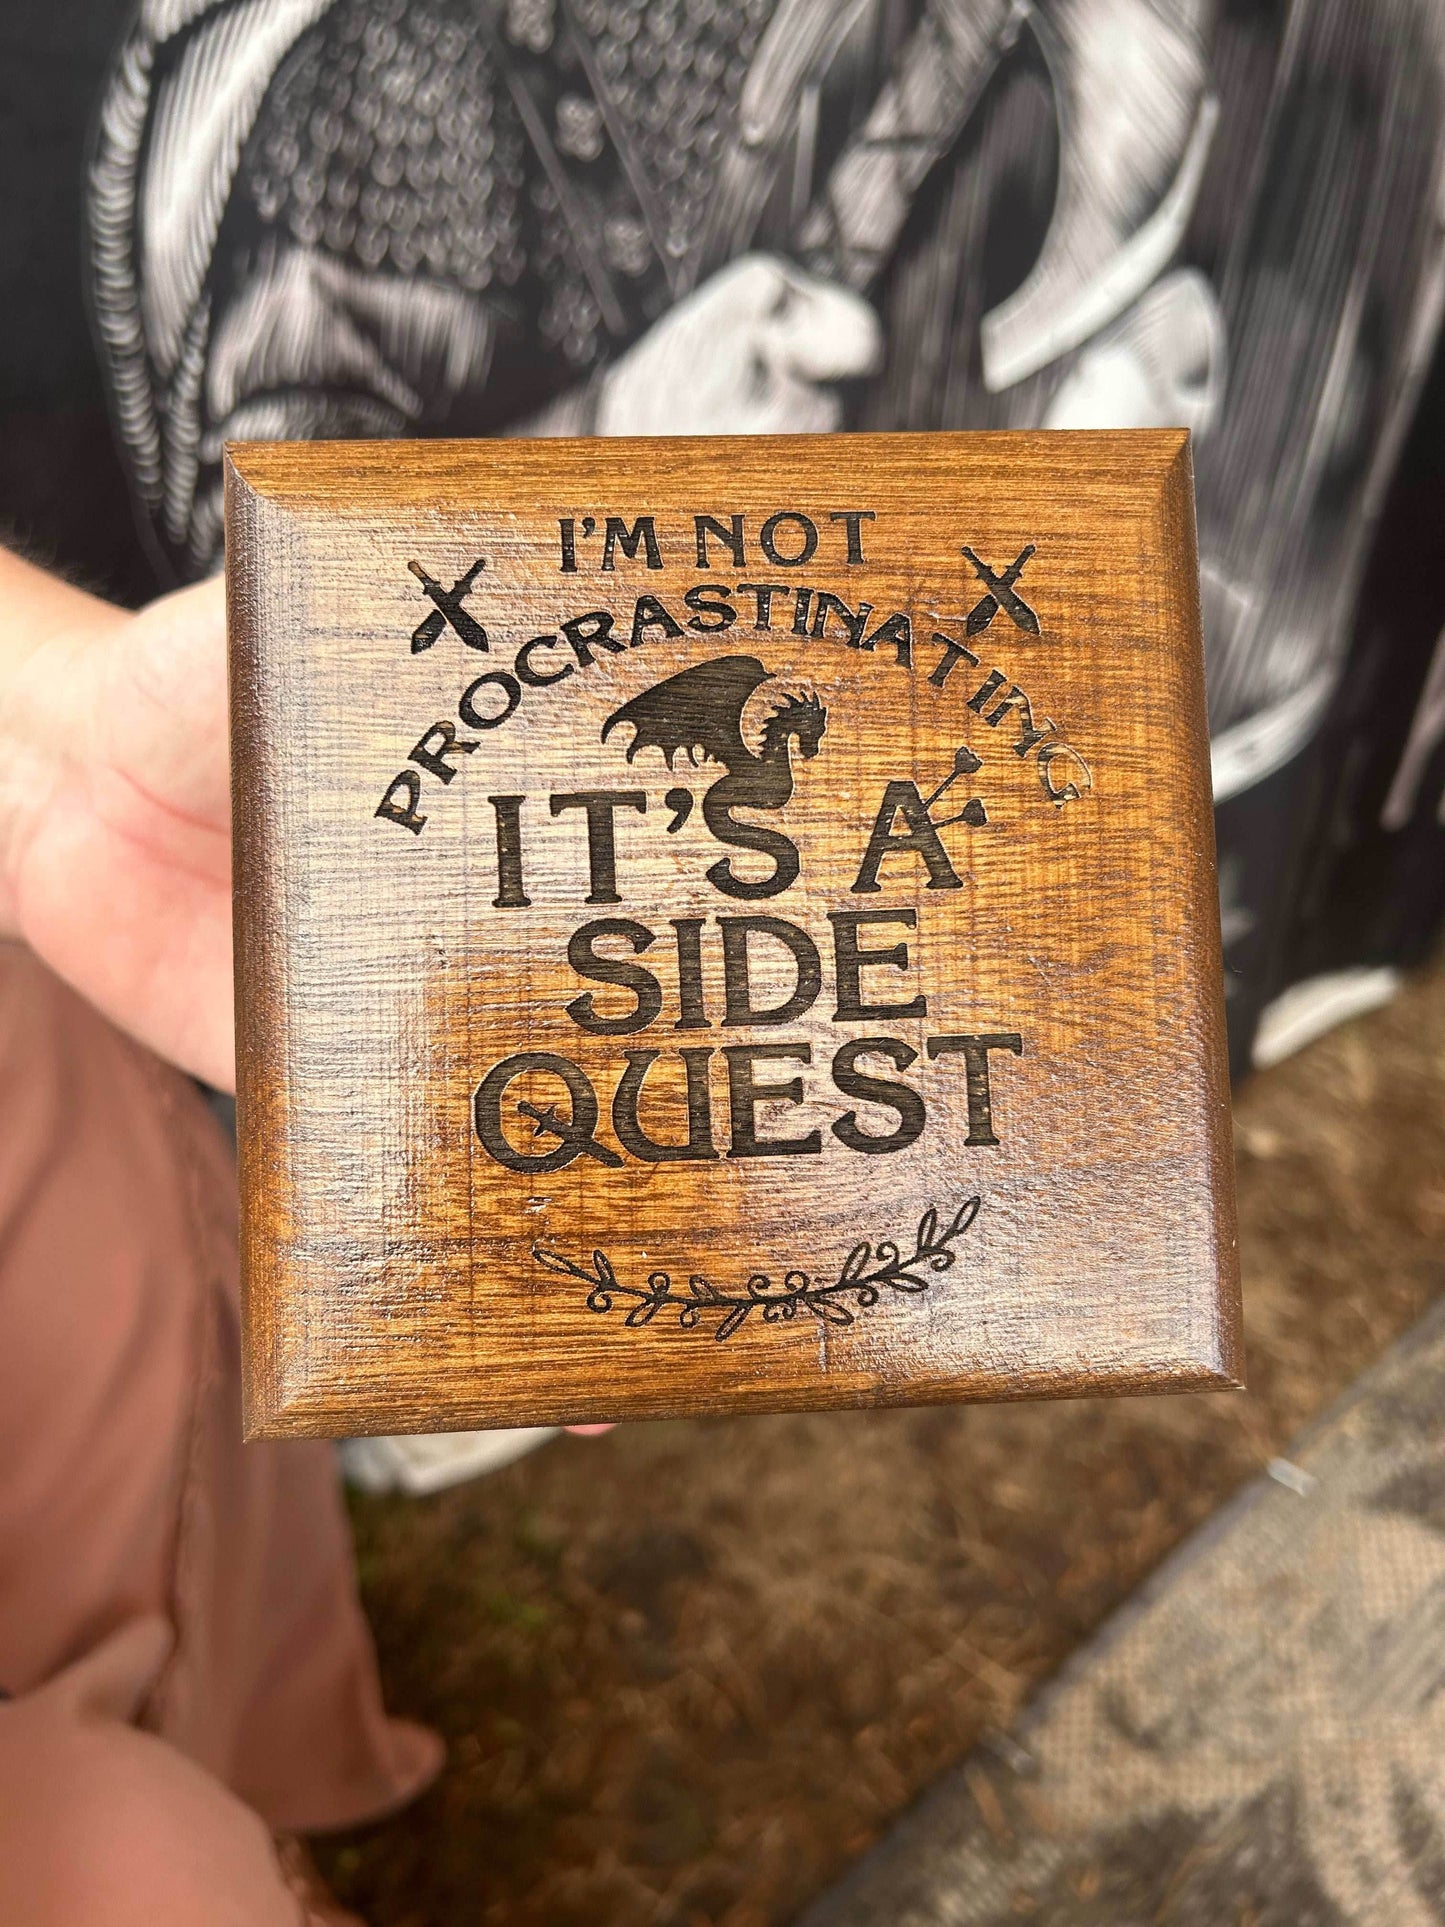 I'M NOT
PROCRASTINATING
IT'S A
SIDE
QUEST